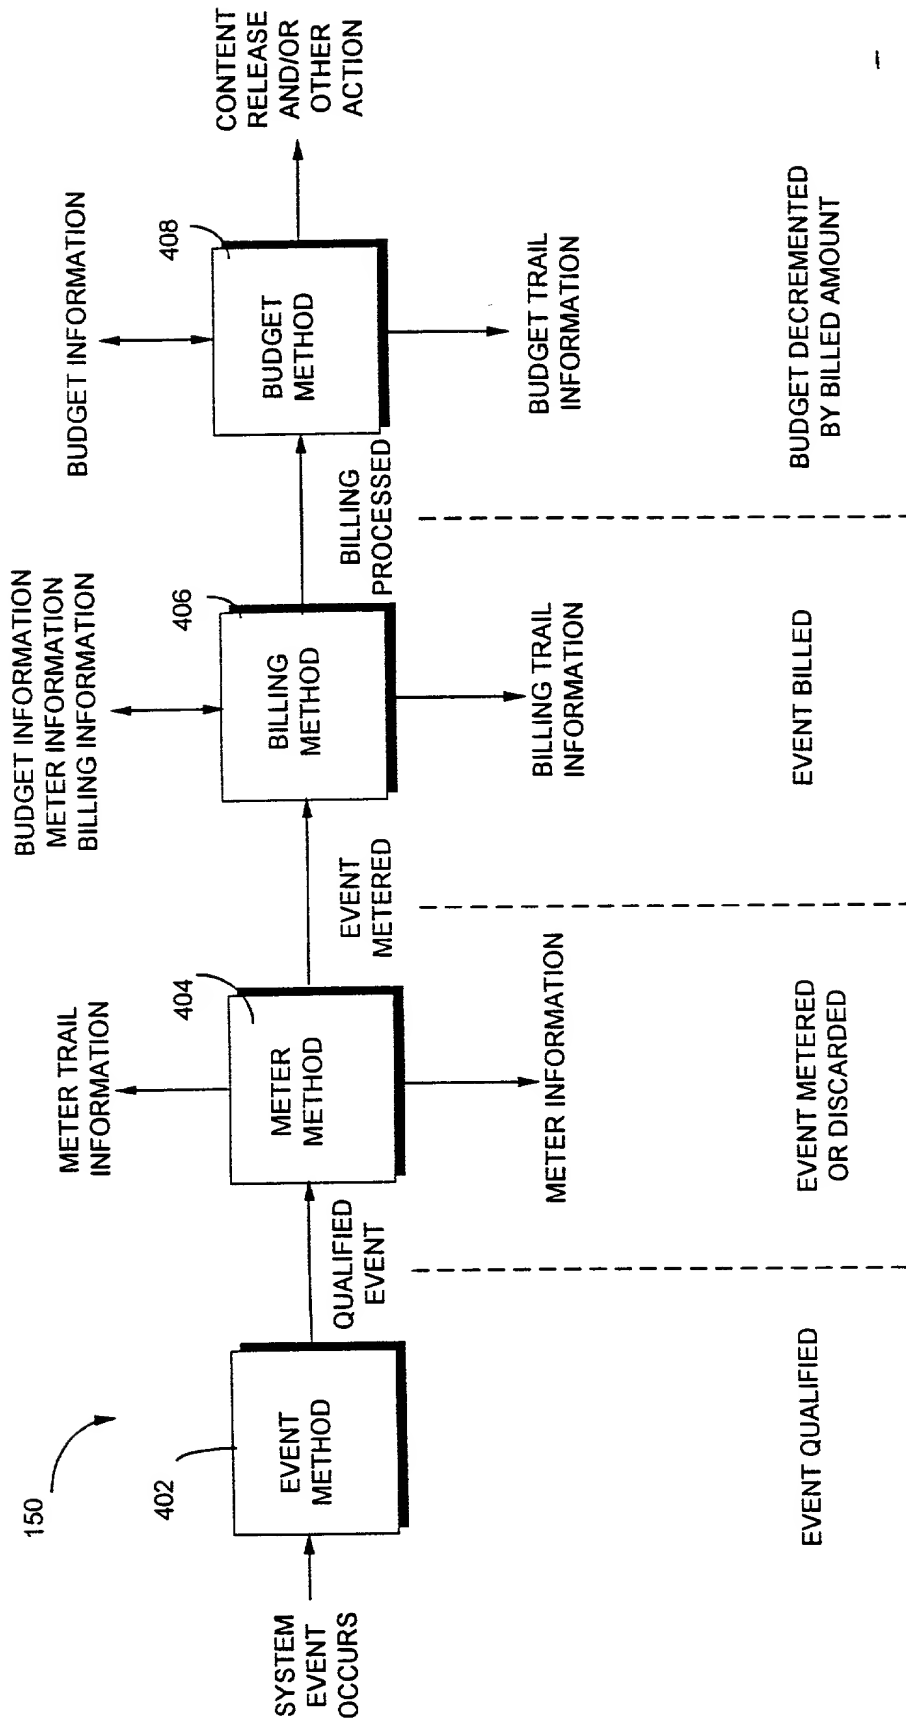 150
SYSTEM
EVENT
OCCURS
402
EVENT
METHOD
QUALIFIED
EVENT
METER TRAIL
INFORMATION
404
METER
METHOD
METER INFORMATION
EVENT
METERED
BUDGET INFORMATION
METER INFORMATION
BILLING INFORMATION
406
BILLING
METHOD
BILLING TRAIL
INFORMATION
BILLING
PROCESSED
BUDGET INFORMATION
408
BUDGET
METHOD
BUDGET TRAIL
INFORMATION
CONTENT
RELEASE
AND/OR
OTHER
ACTION
EVENT QUALIFIED
EVENT METERED
OR DISCARDED
EVENT BILLED
BUDGET DECREMENTED
BY BILLED AMOUNT